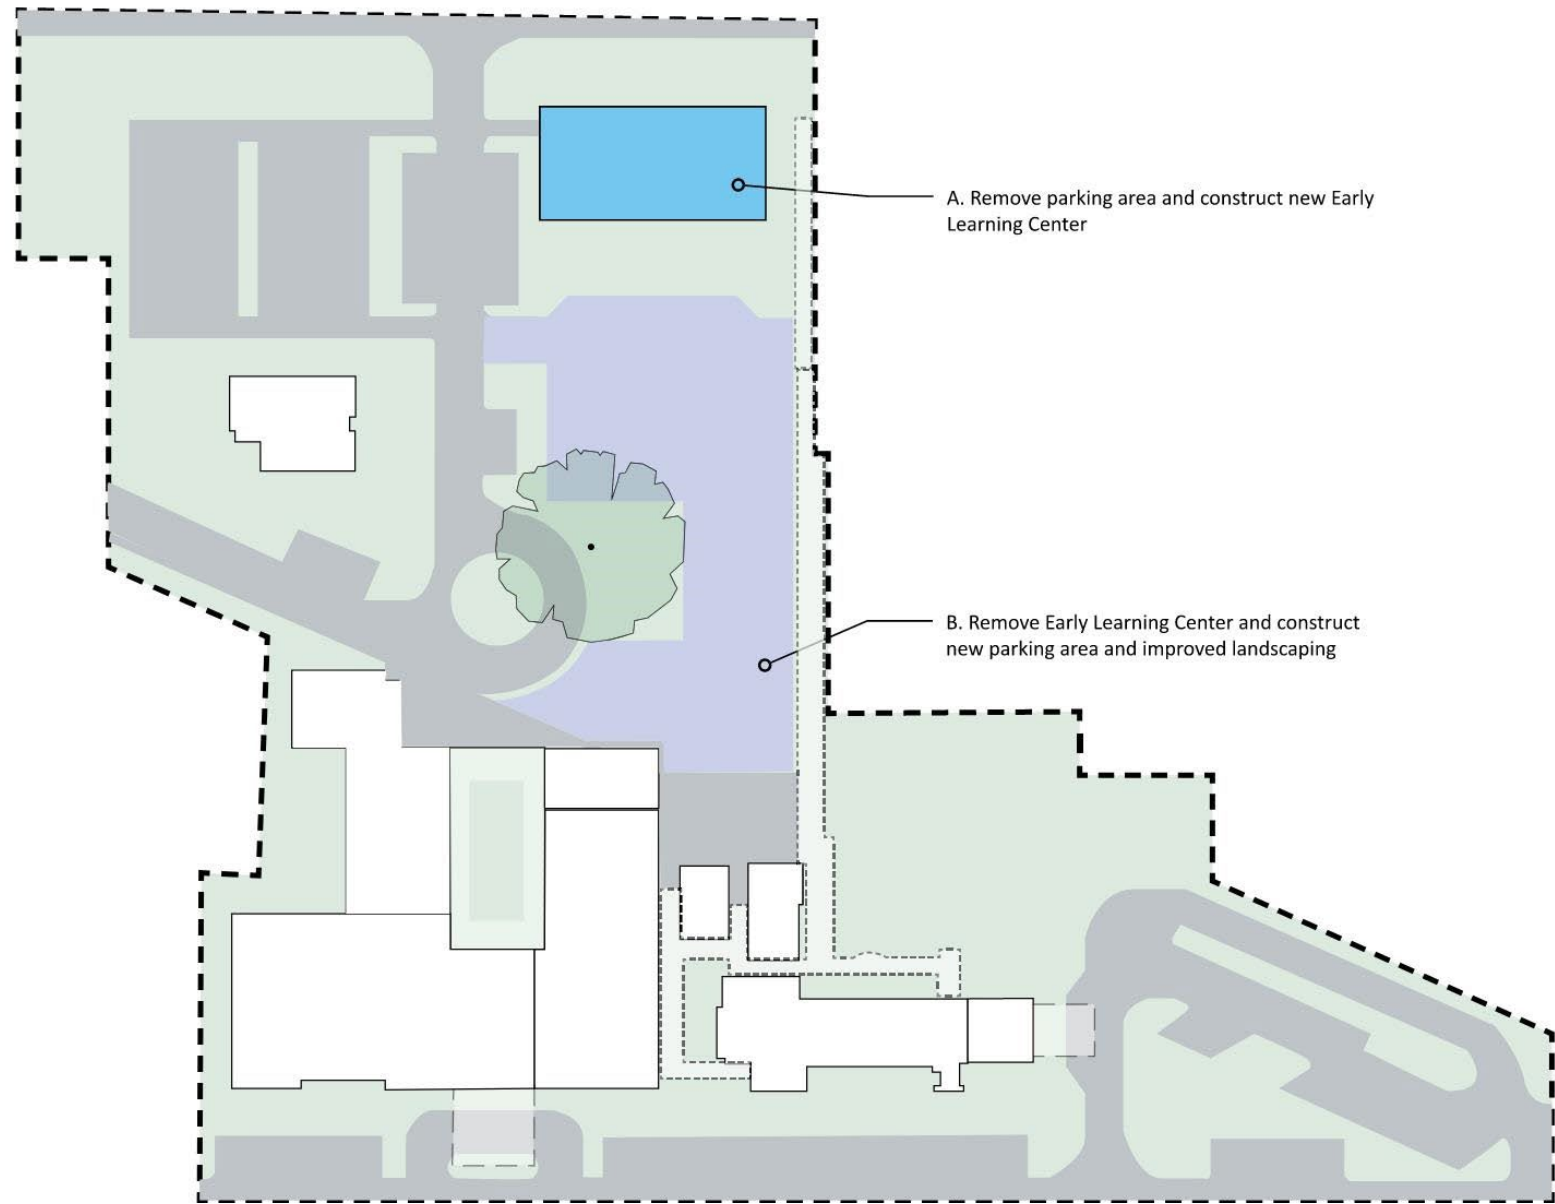 A. Remove parking area and construct new Early
Learning Center
B. Remove Early Learning Center and construct
new parking area and improved landscaping